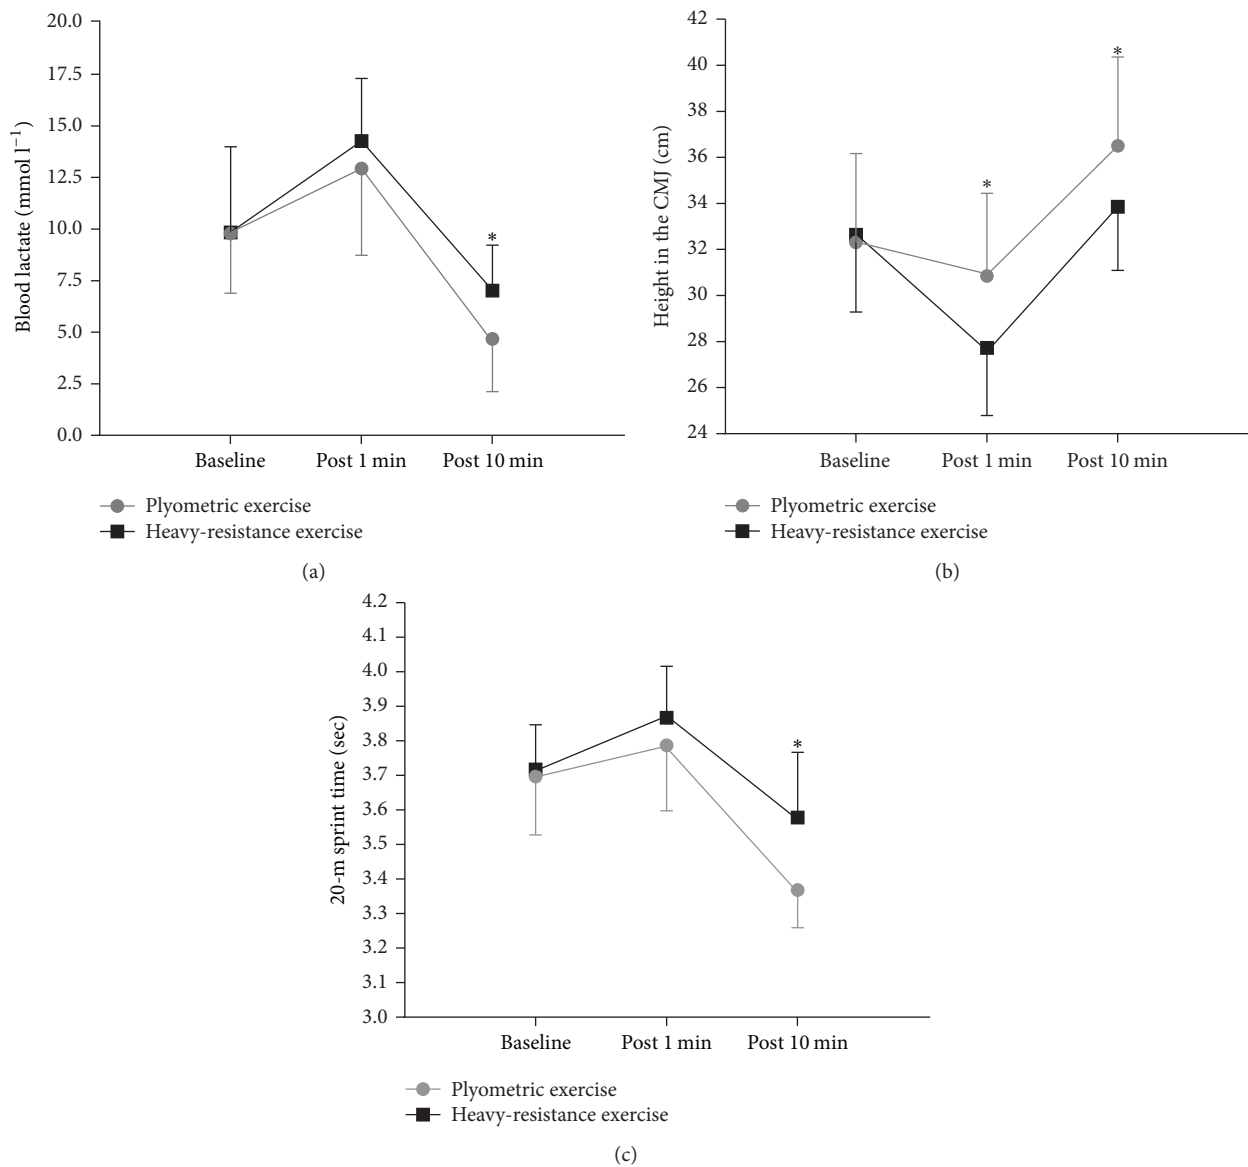 20.0
17.5
15.0
12.5
10.0
7.5
5.0
2.5
0.0
Blood lactate (mmol l−1)
*
Baseline Post 1 min Post 10 min
Plyometric exercise
Heavy-resistance exercise
(a)
42
40
38
36
34
32
30
28
26
24
Height in the CMJ (cm)
*
*
Baseline Post 1 min Post 10 min
Plyometric exercise
Heavy-resistance exercise
(b)
4.2
4.1
4.0
3.9
3.8
3.7
3.6
3.5
3.4
3.3
3.2
3.1
3.0
20-m sprint time (sec)
*
Baseline Post 1 min Post 10 min
Plyometric exercise
Heavy-resistance exercise
(c)